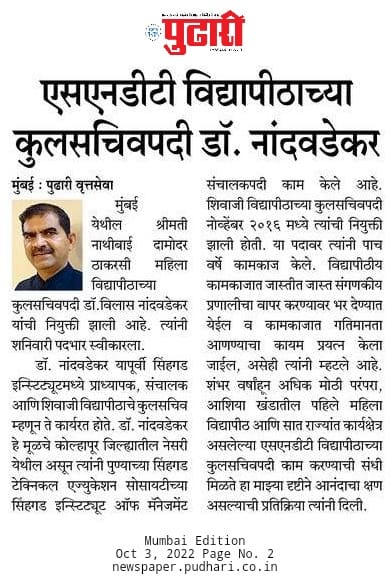 पुढारी
एसएनडीटी विद्यापीठाच्या
कुलसचिवपदी डॉ. नांदवडेकर
मुंबई : पुढारी वृत्तसेवा
मुंबई
येथील श्रीमती
नाथीबाई दामोदर
ठाकरसी महिला
विद्यापीठाच्या
कुलसचिवपदी डॉ.विलास नांदवडेकर
यांची नियुक्ती झाली आहे. त्यांनी
शनिवारी पदभार स्वीकारला.
डॉ. नांदवडेकर यापूर्वी सिंहगड
इन्स्टिट्यूटमध्ये प्राध्यापक, संचालक
आणि शिवाजी विद्यापीठाचे कुलसचिव
म्हणून ते कार्यरत होते. डॉ. नांदवडेकर
हे मूळचे कोल्हापूर जिल्ह्यातील नेसरी
येथील असून त्यांनी पुण्याच्या सिंहगड
टेक्निकल एज्युकेशन सोसायटीच्या
सिंहगड इन्स्टिट्यूट ऑफ मॅनेजमेंट
संचालकपदी काम केले आहे.
शिवाजी विद्यापीठाच्या कुलसचिवपदी
नोव्हेंबर २०१६ मध्ये त्यांची नियुक्ती
झाली होती. या पदावर त्यांनी पाच
वर्षे कामकाज केले. विद्यापीठीय
कामकाजात जास्तीत जास्त संगणकीय
प्रणालीचा वापर करण्यावर भर देण्यात
येईल व कामकाजात गतिमानता
आणण्याचा कायम प्रयत्न केला
जाईल, असेही त्यांनी म्हटले आहे.
शंभर वर्षांहून अधिक मोठी परंपरा,
आशिया खंडातील पहिले महिला
विद्यापीठ आणि सात राज्यांत कार्यक्षेत्र
असलेल्या एसएनडीटी विद्यापीठाच्या
कुलसचिवपदी काम करण्याची संधी
मिळते हा माझ्या दृष्टीने आनंदाचा क्षण
असल्याची प्रतिक्रिया त्यांनी दिली.
Mumbai Edition
Oct 3, 2022 Page No. 2
newspaper.pudhari.co.in